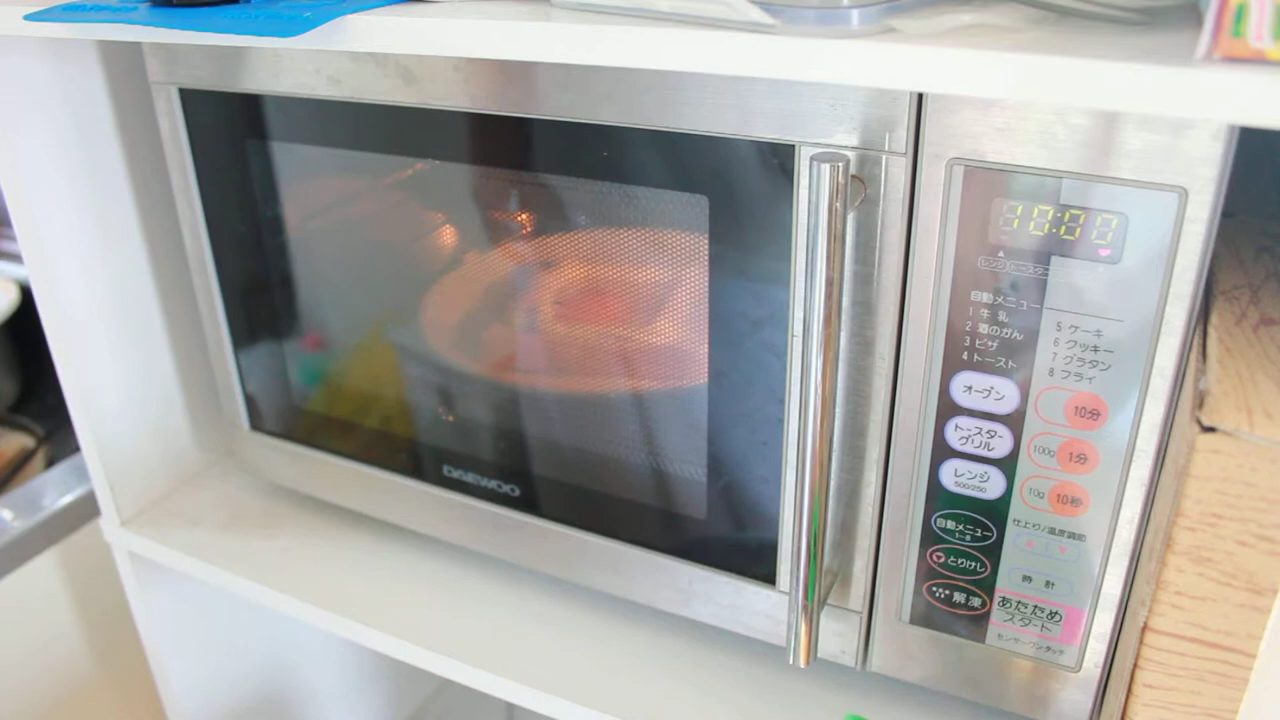 DAEWOO
10:00
レンジ トースター
自動メニュー
1 牛乳
2 酒のかん
3 ピザ
4 トースト
5 ケーキ
6 クッキー
7 グラタン
8 フライ
オーブン
10分
トースター
グリル
100g 1分
レンジ
500/250
10g 10秒
仕上り/温度調節
自動メニュー
1~8
とりけし
時計
解凍
あたため
スタート
センサーワンタッチ